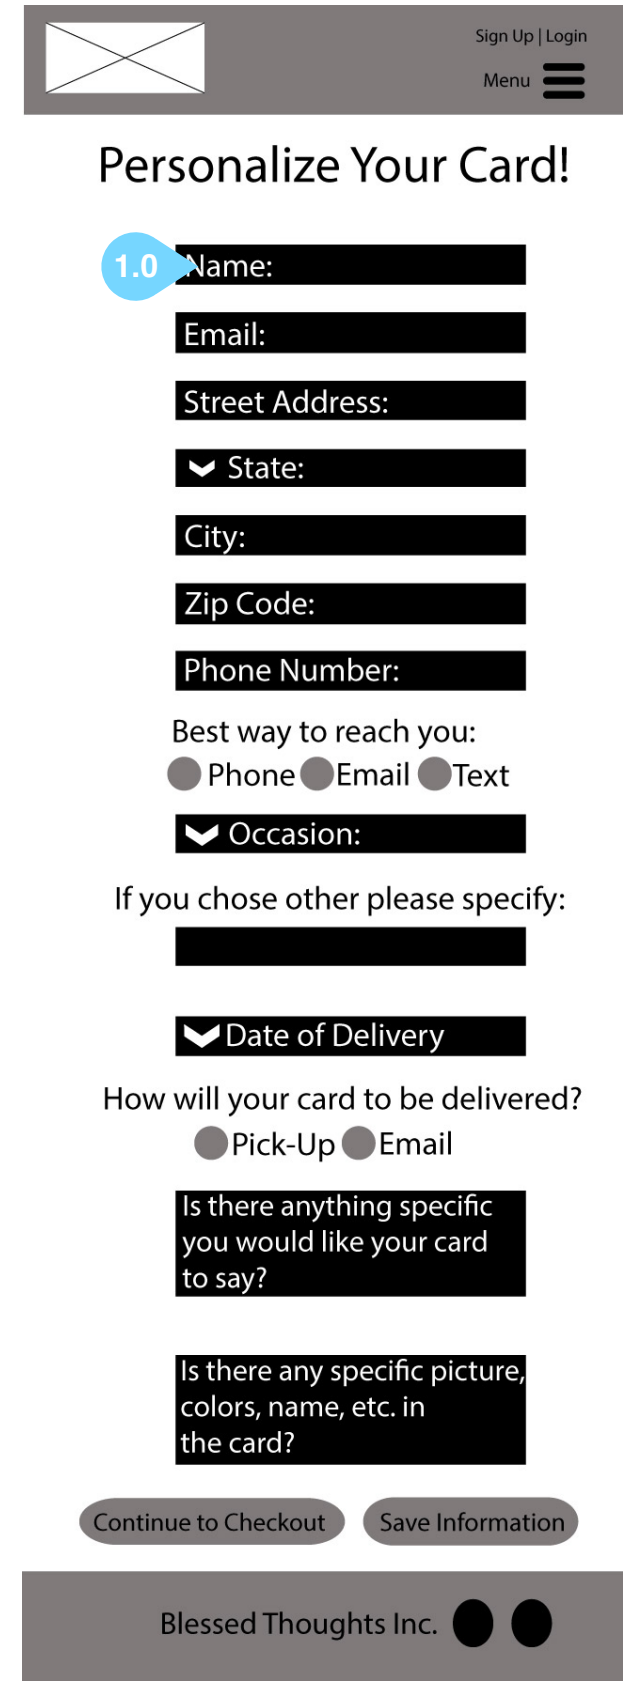 Sign Up | Login
Menu
Personalize Your Card!
1.0
Name:
Email:
Street Address:
State:
City:
Zip Code:
Phone Number:
Best way to reach you:
Phone Email Text
Occasion:
If you chose other please specify:
Date of Delivery
How will your card to be delivered?
Pick-Up Email
Is there anything specific
you would like your card
to say?
Is there any specific picture,
colors, name, etc. in
the card?
Continue to Checkout Save Information
Blessed Thoughts Inc.